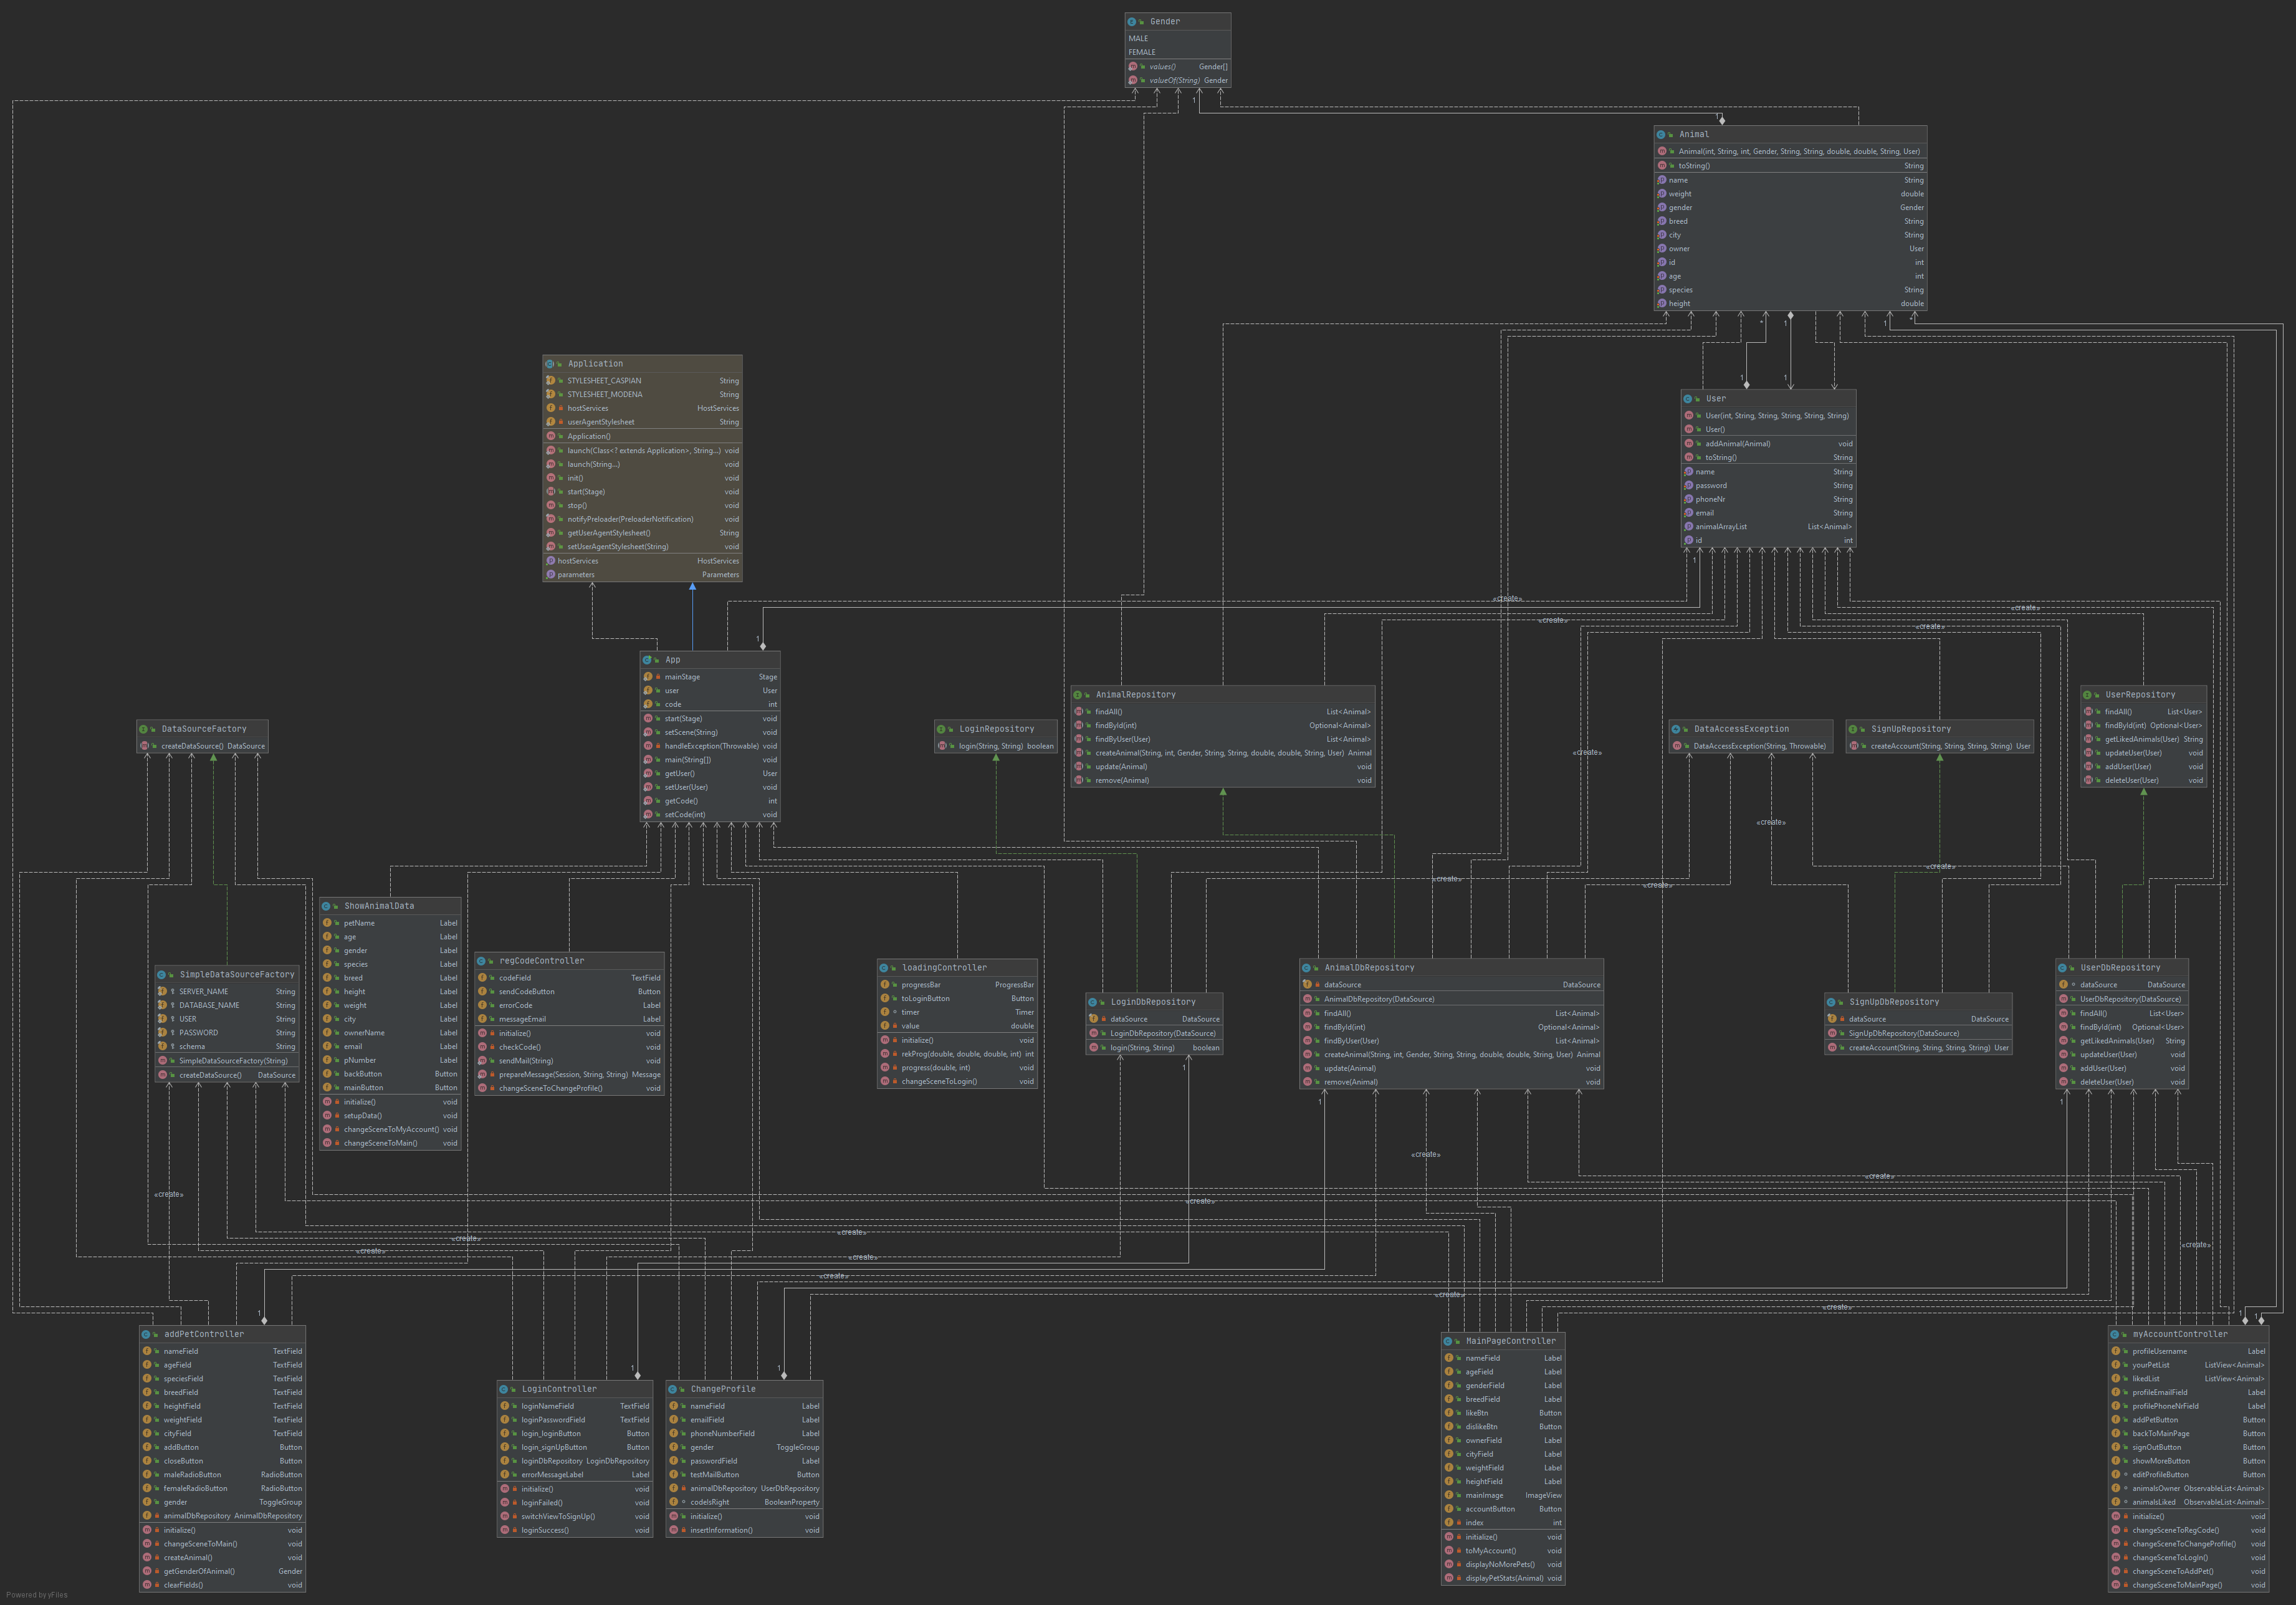 Gender
MALE
FEMALE
values() Gender[]
valueOf(String) Gender
1
1
Animal
Animal(int, String, int, Gender, String, String, double, double, String, User)
toString() String
name String
weight double
gender Gender
breed String
city String
owner User
id int
age int
species String
height double
*
1
1
*
1
1
Application
STYLESHEET_CASPIAN String
STYLESHEET_MODENA String
hostServices HostServices
userAgentStylesheet String
Application()
launch(Class<? extends Application>, String...) void
launch(String...) void
init() void
start(Stage) void
stop() void
notifyPreloader(PreloaderNotification) void
getUserAgentStylesheet() String
setUserAgentStylesheet(String) void
hostServices HostServices
parameters Parameters
User
User(int, String, String, String, String, String)
User()
addAnimal(Animal) void
toString() String
name String
password String
phoneNr String
email String
animalArrayList List<Animal>
id int
1
«create»
«create»
«create»
«create»
1
App
mainStage Stage
user User
code int
start(Stage) void
setScene(String) void
handleException(Throwable) void
main(String[]) void
getUser() User
setUser(User) void
getCode() int
setCode(int) void
DataSourceFactory
createDataSource() DataSource
LoginRepository
login(String, String) boolean
AnimalRepository
findAll() List<Animal>
findById(int) Optional<Animal>
findByUser(User) List<Animal>
createAnimal(String, int, Gender, String, String, double, double, String, User) Animal
update(Animal) void
remove(Animal) void
DataAccessException
DataAccessException(String, Throwable)
SignUpRepository
createAccount(String, String, String, String) User
UserRepository
findAll() List<User>
findById(int) Optional<User>
getLikedAnimals(User) String
updateUser(User) void
addUser(User) void
deleteUser(User) void
«create»
«create»
«create»
«create»
«create»
ShowAnimalData
petName Label
age Label
gender Label
species Label
breed Label
height Label
weight Label
city Label
ownerName Label
email Label
pNumber Label
backButton Button
mainButton Button
initialize() void
setupData() void
changeSceneToMyAccount() void
changeSceneToMain() void
SimpleDataSourceFactory
SERVER_NAME String
DATABASE_NAME String
USER String
PASSWORD String
schema String
SimpleDataSourceFactory(String)
createDataSource() DataSource
regCodeController
codeField TextField
sendCodeButton Button
errorCode Label
messageEmail Label
initialize() void
checkCode() void
sendMail(String) void
prepareMessage(Session, String, String) Message
changeSceneToChangeProfile() void
loadingController
progressBar ProgressBar
toLoginButton Button
timer Timer
value double
initialize() void
rekProg(double, double, double, int) int
progress(double, int) void
changeSceneToLogin() void
LoginDbRepository
dataSource DataSource
LoginDbRepository(DataSource)
login(String, String) boolean
AnimalDbRepository
dataSource DataSource
AnimalDbRepository(DataSource)
findAll() List<Animal>
findById(int) Optional<Animal>
findByUser(User) List<Animal>
createAnimal(String, int, Gender, String, String, double, double, String, User) Animal
update(Animal) void
remove(Animal) void
SignUpDbRepository
dataSource DataSource
SignUpDbRepository(DataSource)
createAccount(String, String, String, String) User
UserDbRepository
dataSource DataSource
UserDbRepository(DataSource)
findAll() List<User>
findById(int) Optional<User>
getLikedAnimals(User) String
updateUser(User) void
addUser(User) void
deleteUser(User) void
1
1
1
«create»
«create»
«create»
«create»
«create»
«create»
«create»
«create»
«create»
«create»
«create»
«create»
1
1
1
1
1
addPetController
nameField TextField
ageField TextField
speciesField TextField
breedField TextField
heightField TextField
weightField TextField
cityField TextField
addButton Button
closeButton Button
maleRadioButton RadioButton
femaleRadioButton RadioButton
gender ToggleGroup
animalDbRepository AnimalDbRepository
initialize() void
changeSceneToMain() void
createAnimal() void
getGenderOfAnimal() Gender
clearFields() void
LoginController
loginNameField TextField
loginPasswordField TextField
login_loginButton Button
login_signUpButton Button
loginDbRepository LoginDbRepository
errorMessageLabel Label
initialize() void
loginFailed() void
switchViewToSignUp() void
loginSuccess() void
ChangeProfile
nameField Label
emailField Label
phoneNumberField Label
gender ToggleGroup
passwordField Label
testMailButton Button
animalDbRepository UserDbRepository
codeIsRight BooleanProperty
initialize() void
insertInformation() void
MainPageController
nameField Label
ageField Label
genderField Label
breedField Label
likeBtn Button
dislikeBtn Button
ownerField Label
cityField Label
weightField Label
heightField Label
mainImage ImageView
accountButton Button
index int
initialize() void
toMyAccount() void
displayNoMorePets() void
displayPetStats(Animal) void
myAccountController
profileUsername Label
yourPetList ListView<Animal>
likedList ListView<Animal>
profileEmailField Label
profilePhoneNrField Label
addPetButton Button
backToMainPage Button
signOutButton Button
showMoreButton Button
editProfileButton Button
animalsOwner ObservableList<Animal>
animalsLiked ObservableList<Animal>
initialize() void
changeSceneToRegCode() void
changeSceneToChangeProfile() void
changeSceneToLogIn() void
changeSceneToAddPet() void
changeSceneToMainPage() void
Powered by yFiles